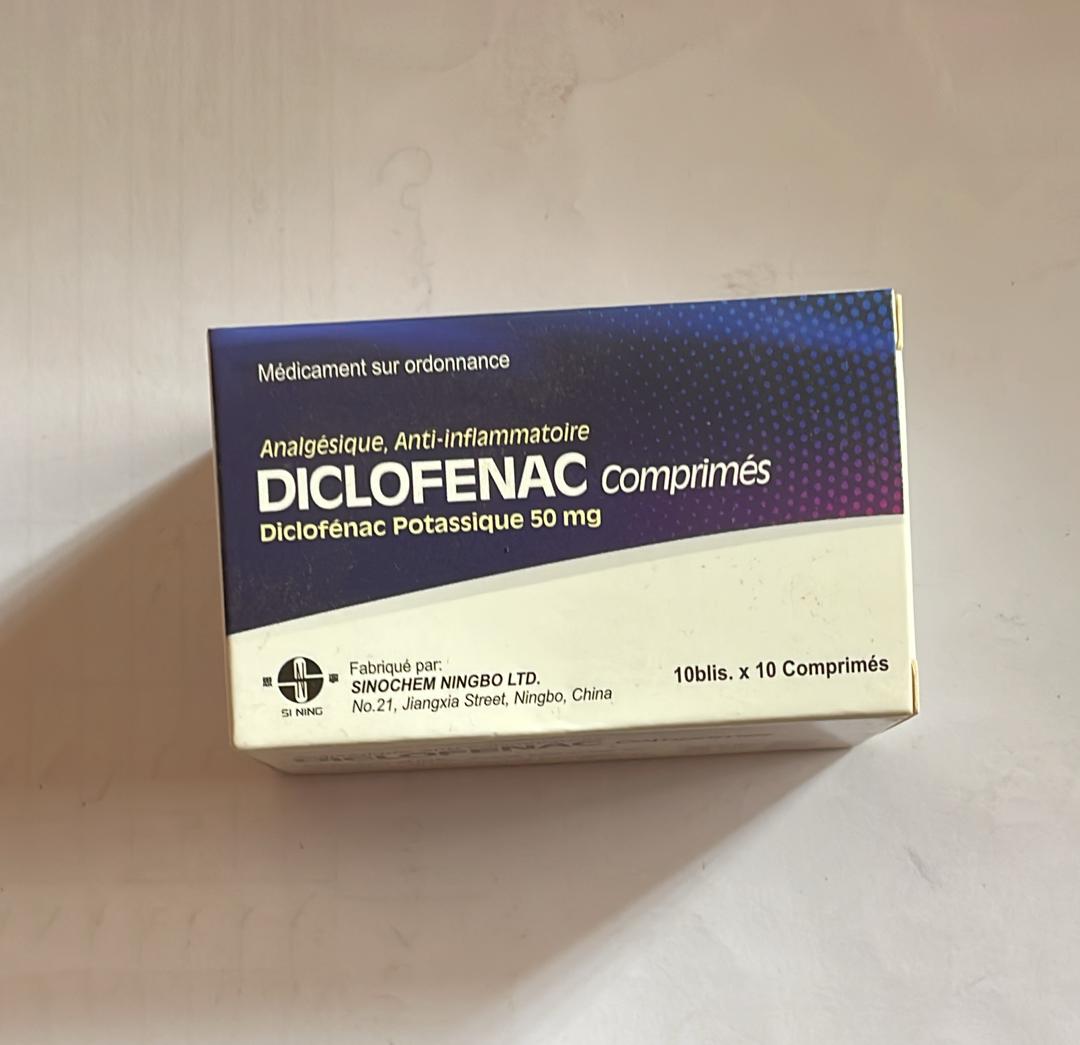 Médicament sur ordonnance
Analgésique, Anti-inflammatoire
DICLOFENAC Comprimés
Diclofénac Potassique 50 mg
SI NING
Fabriqué par:
SINOCHEM NINGBO LTD.
No.21, Jiangxia Street, Ningbo, China
10blis. x 10 Comprimés
DICLOFENAC